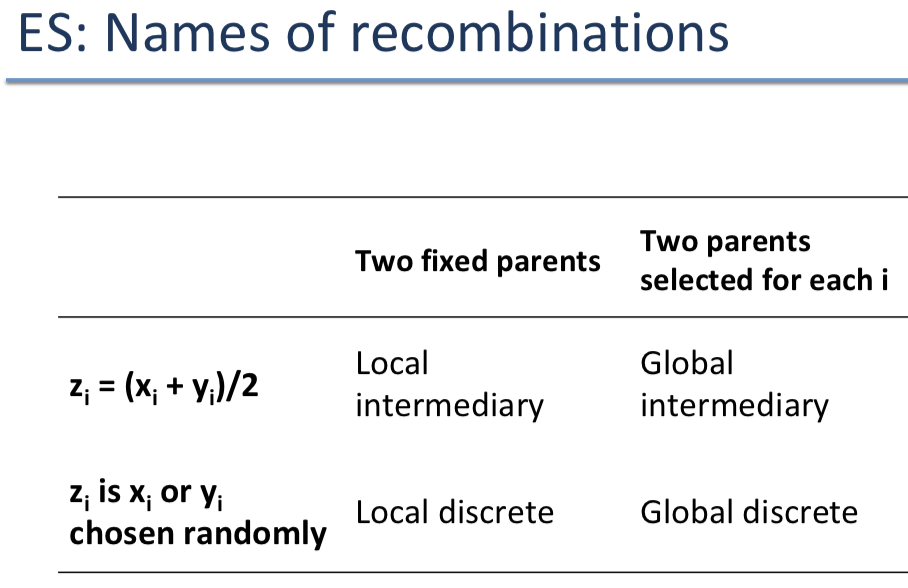 ES: Names of recombinations
Two fixed parents
Two parents
selected for each i
zᵢ = (xᵢ + yᵢ)/2
Local
intermediary
Global
intermediary
zᵢ is xᵢ or yᵢ
chosen randomly
Local discrete
Global discrete